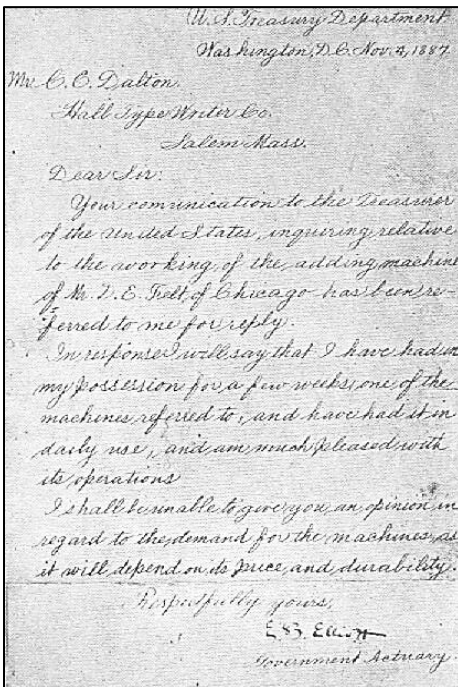 U. S. Treasury Department
Washington, D.C. Nov. 4, 1887
Mr. C. C. Dalton.
Hall Type Writer Co.
Salem Mass.
Dear Sir:
Your comunication to the Treasurer
of the United States, inquiring relative
to the working of the adding machine
of Mr. D. E. Felt, of Chicago has been re-
ferred to me for reply.
In response I will say that I have had in
my possession for a few weeks, one of the
machines referred to, and have had it in
daily use, and am much pleased with
its operations
I shall be unable to give you an opinion in
regard to the demand for the machines, as
it will depend on its price, and durability.
Respectfully yours,
E B. Elliott
Government Actuary.